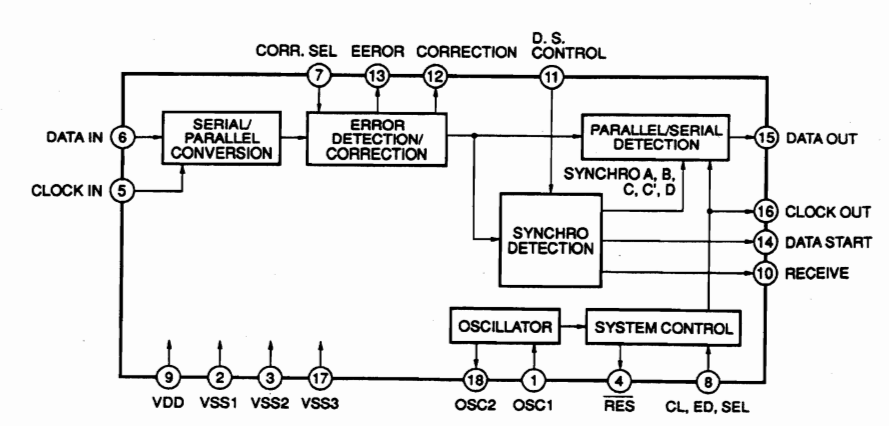 D. S.
CORR. SEL EEROR CORRECTION CONTROL
7 13 12 11
SERIAL/
PARALLEL
CONVERSION
ERROR
DETECTION/
CORRECTION
PARALLEL/SERIAL
DETECTION
DATA IN 6
15 DATA OUT
CLOCK IN 5
SYNCHRO A, B,
C, C', D
16 CLOCK OUT
SYNCHRO
DETECTION
14 DATA START
10 RECEIVE
OSCILLATOR
SYSTEM CONTROL
9 2 3 17 18 1 4 8
VDD VSS1 VSS2 VSS3 OSC2 OSC1 RES CL, ED, SEL